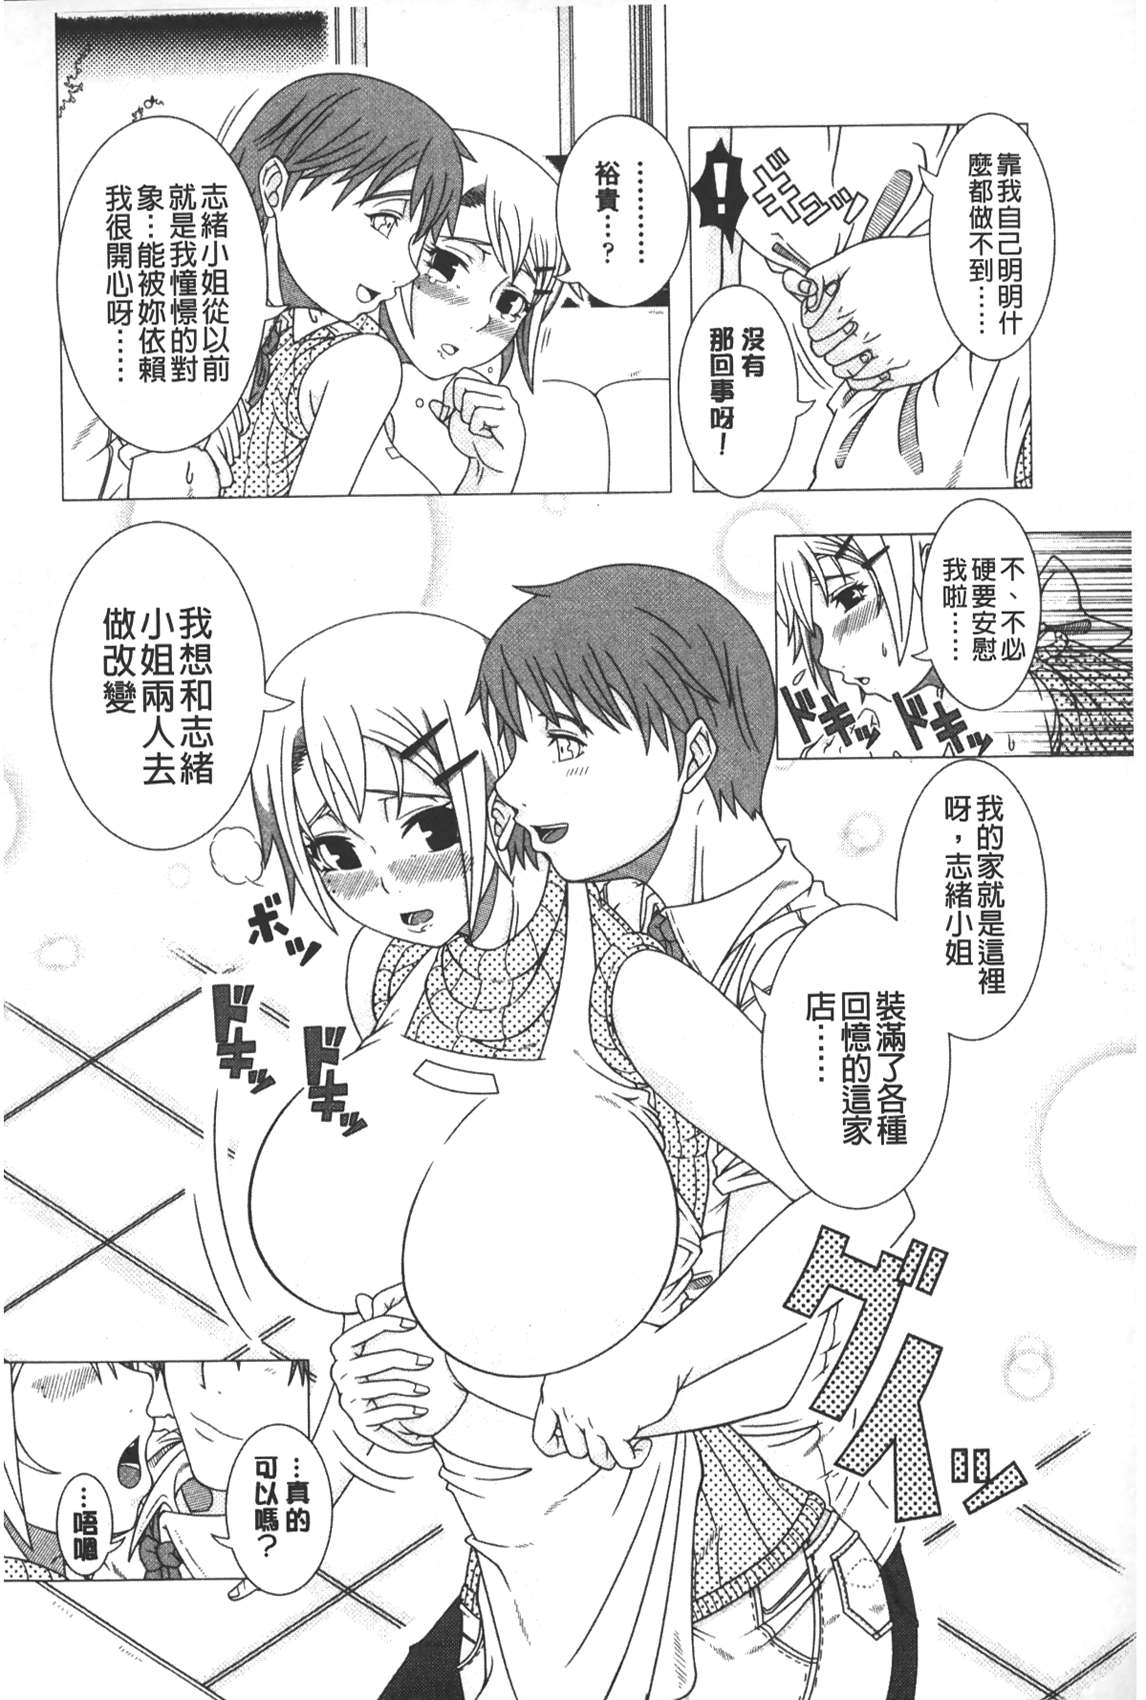 靠我自己明明什
麼都做不到……
！
ギュッ
沒有
那回事呀！
…………
裕貴…？
志緒小姐從以前
就是我憧憬的對
象…能被妳依賴
我很開心呀……
不、不必
硬要安慰
我啦……
ドキッ
ドキッ
我的家就是這裡
呀，志緒小姐
裝滿了各種
回憶的這家
店……
グイッ
我想和志緒
小姐兩人去
做改變
ボッ
ドキッ
ドキッ
…真的
可以嗎？
…唔嗯